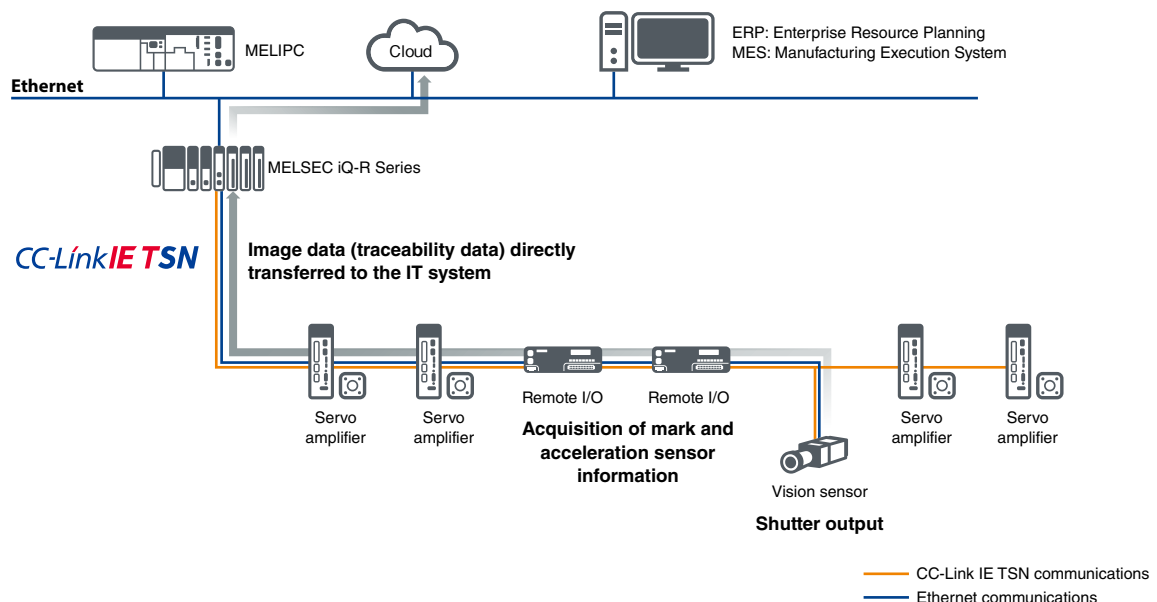 MELIPC
Cloud
ERP: Enterprise Resource Planning
MES: Manufacturing Execution System
Ethernet
MELSEC iQ-R Series
CC-Link IE TSN
Image data (traceability data) directly
transferred to the IT system
Servo
amplifier
Servo
amplifier
Remote I/O
Remote I/O
Servo
amplifier
Servo
amplifier
Acquisition of mark and
acceleration sensor
information
Vision sensor
Shutter output
CC-Link IE TSN communications
Ethernet communications